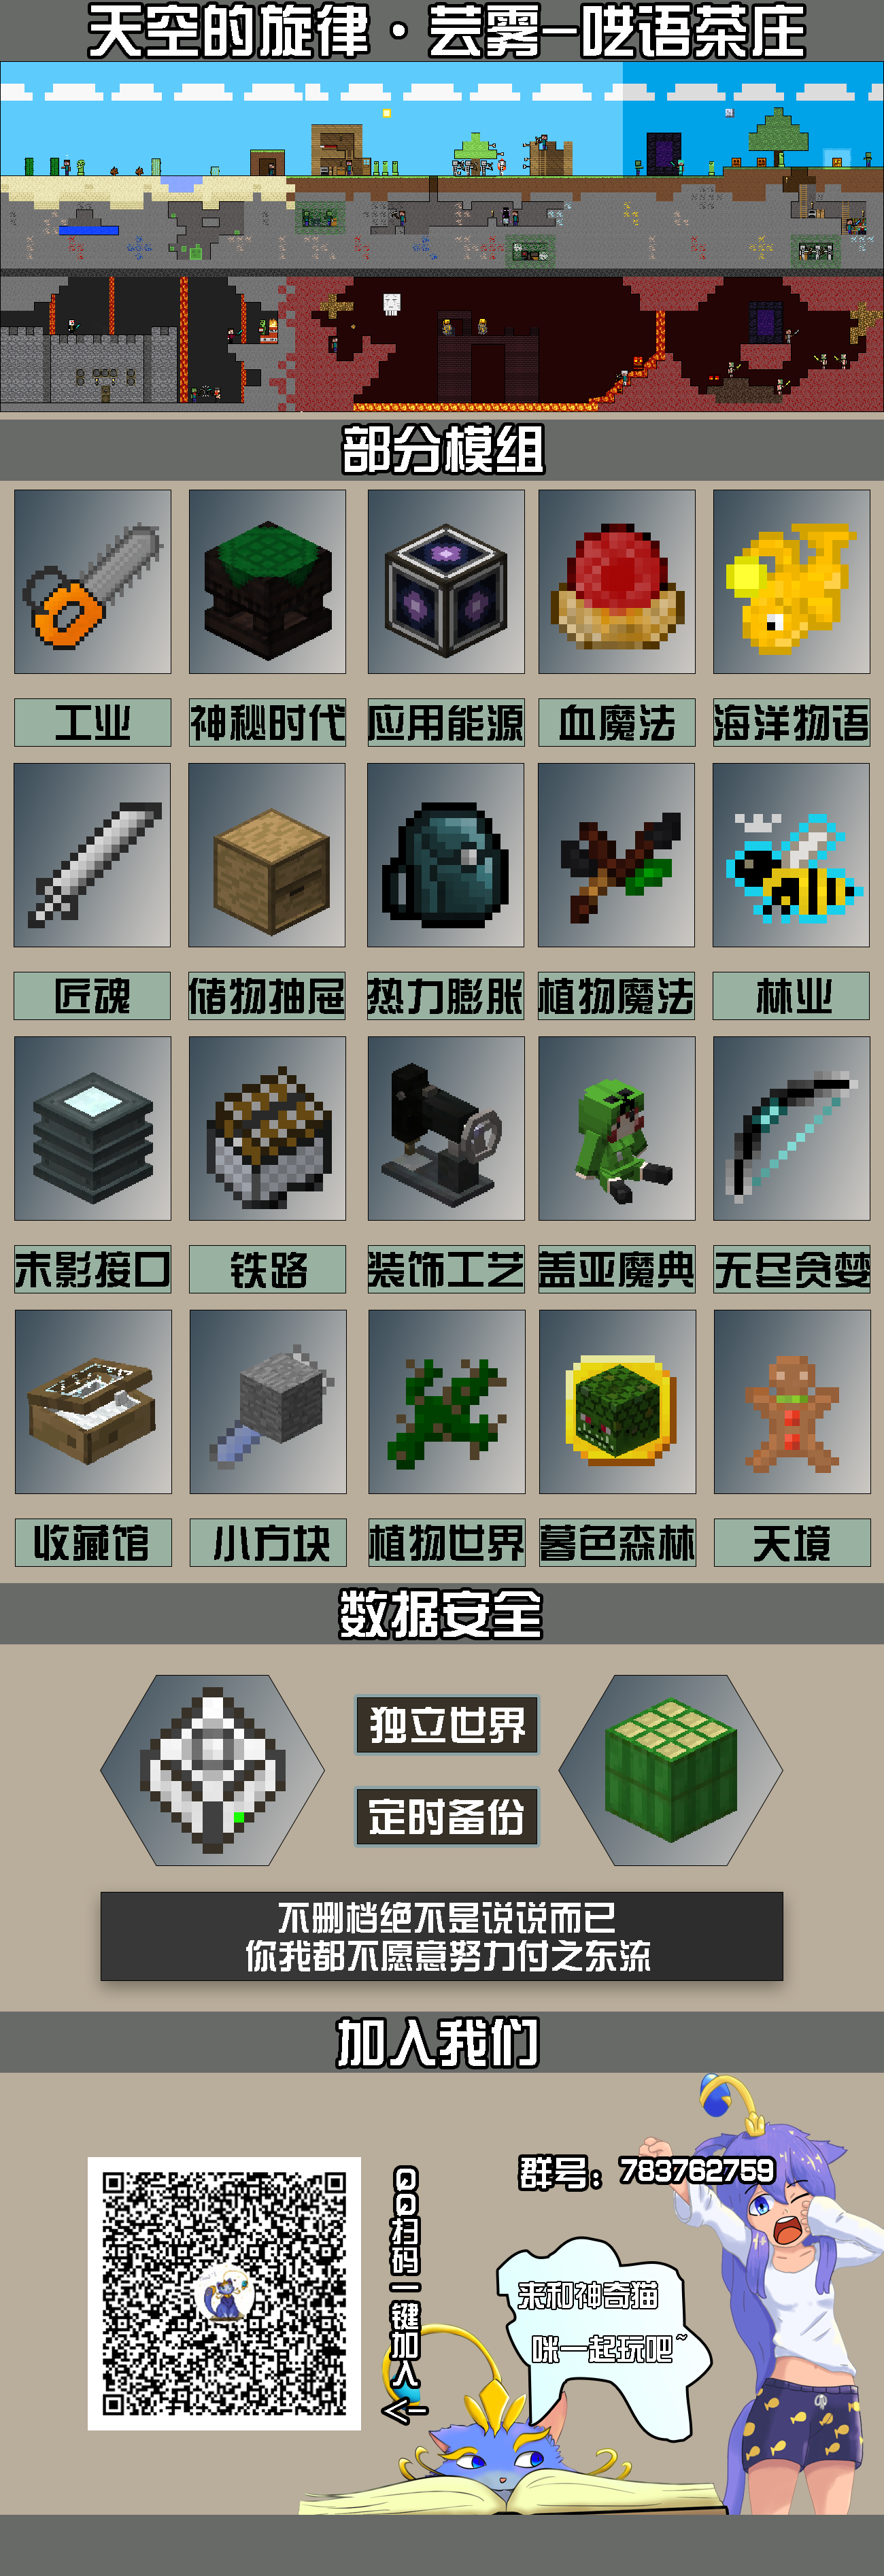 天空的旋律·芸雾-呓语茶庄
部分模组
工业 神秘时代 应用能源 血魔法 海洋物语
匠魂 储物抽屉 热力膨胀 植物魔法 林业
末影接口 铁路 装饰工艺 盖亚魔典 无尽贪婪
收藏馆 小方块 植物世界 暮色森林 天境
数据安全
独立世界
定时备份
不删档绝不是说说而已
你我都不愿意努力付之东流
加入我们
群号：783762759
QQ扫码一键加入
<-
来和神奇猫
咪一起玩吧~